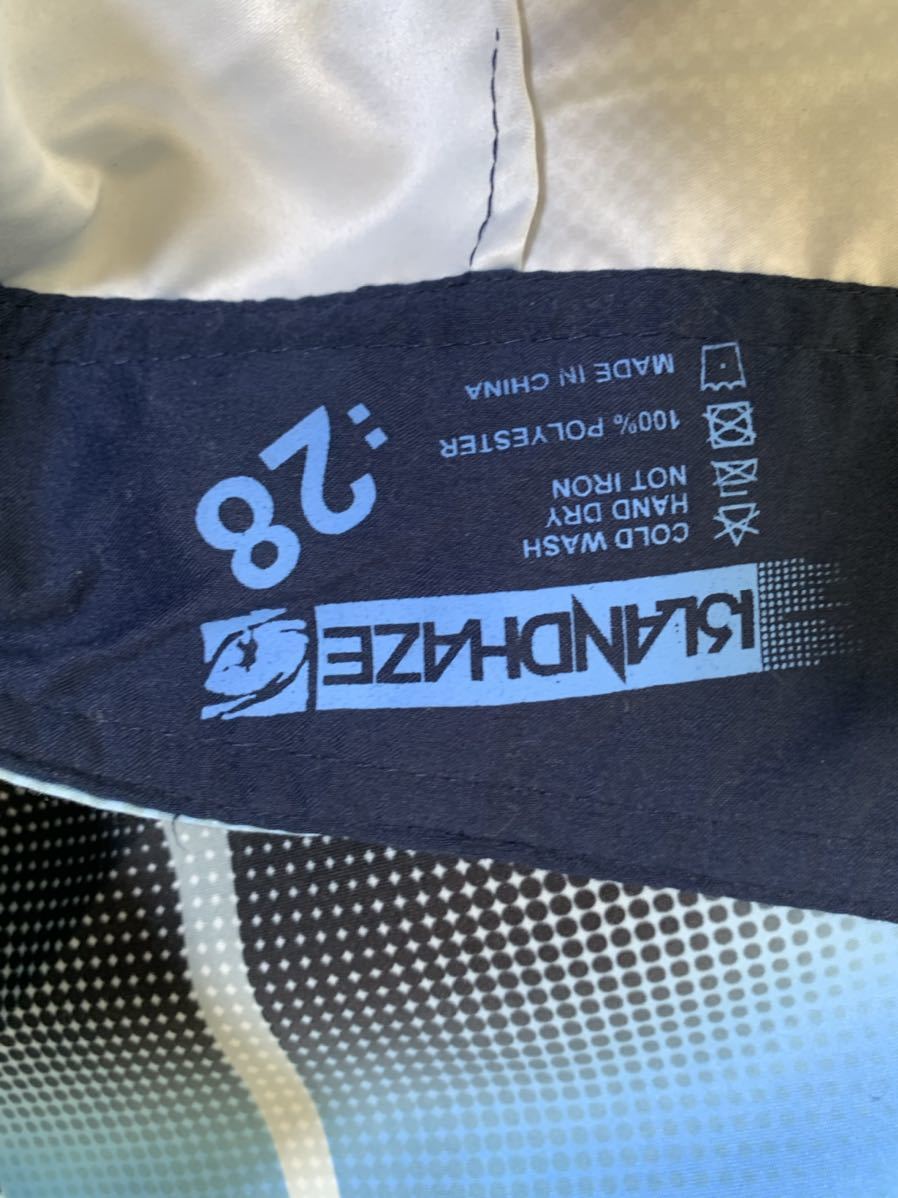 ISLANDHAZE
COLD WASH
HAND DRY
NOT IRON
100% POLYESTER
MADE IN CHINA
:28